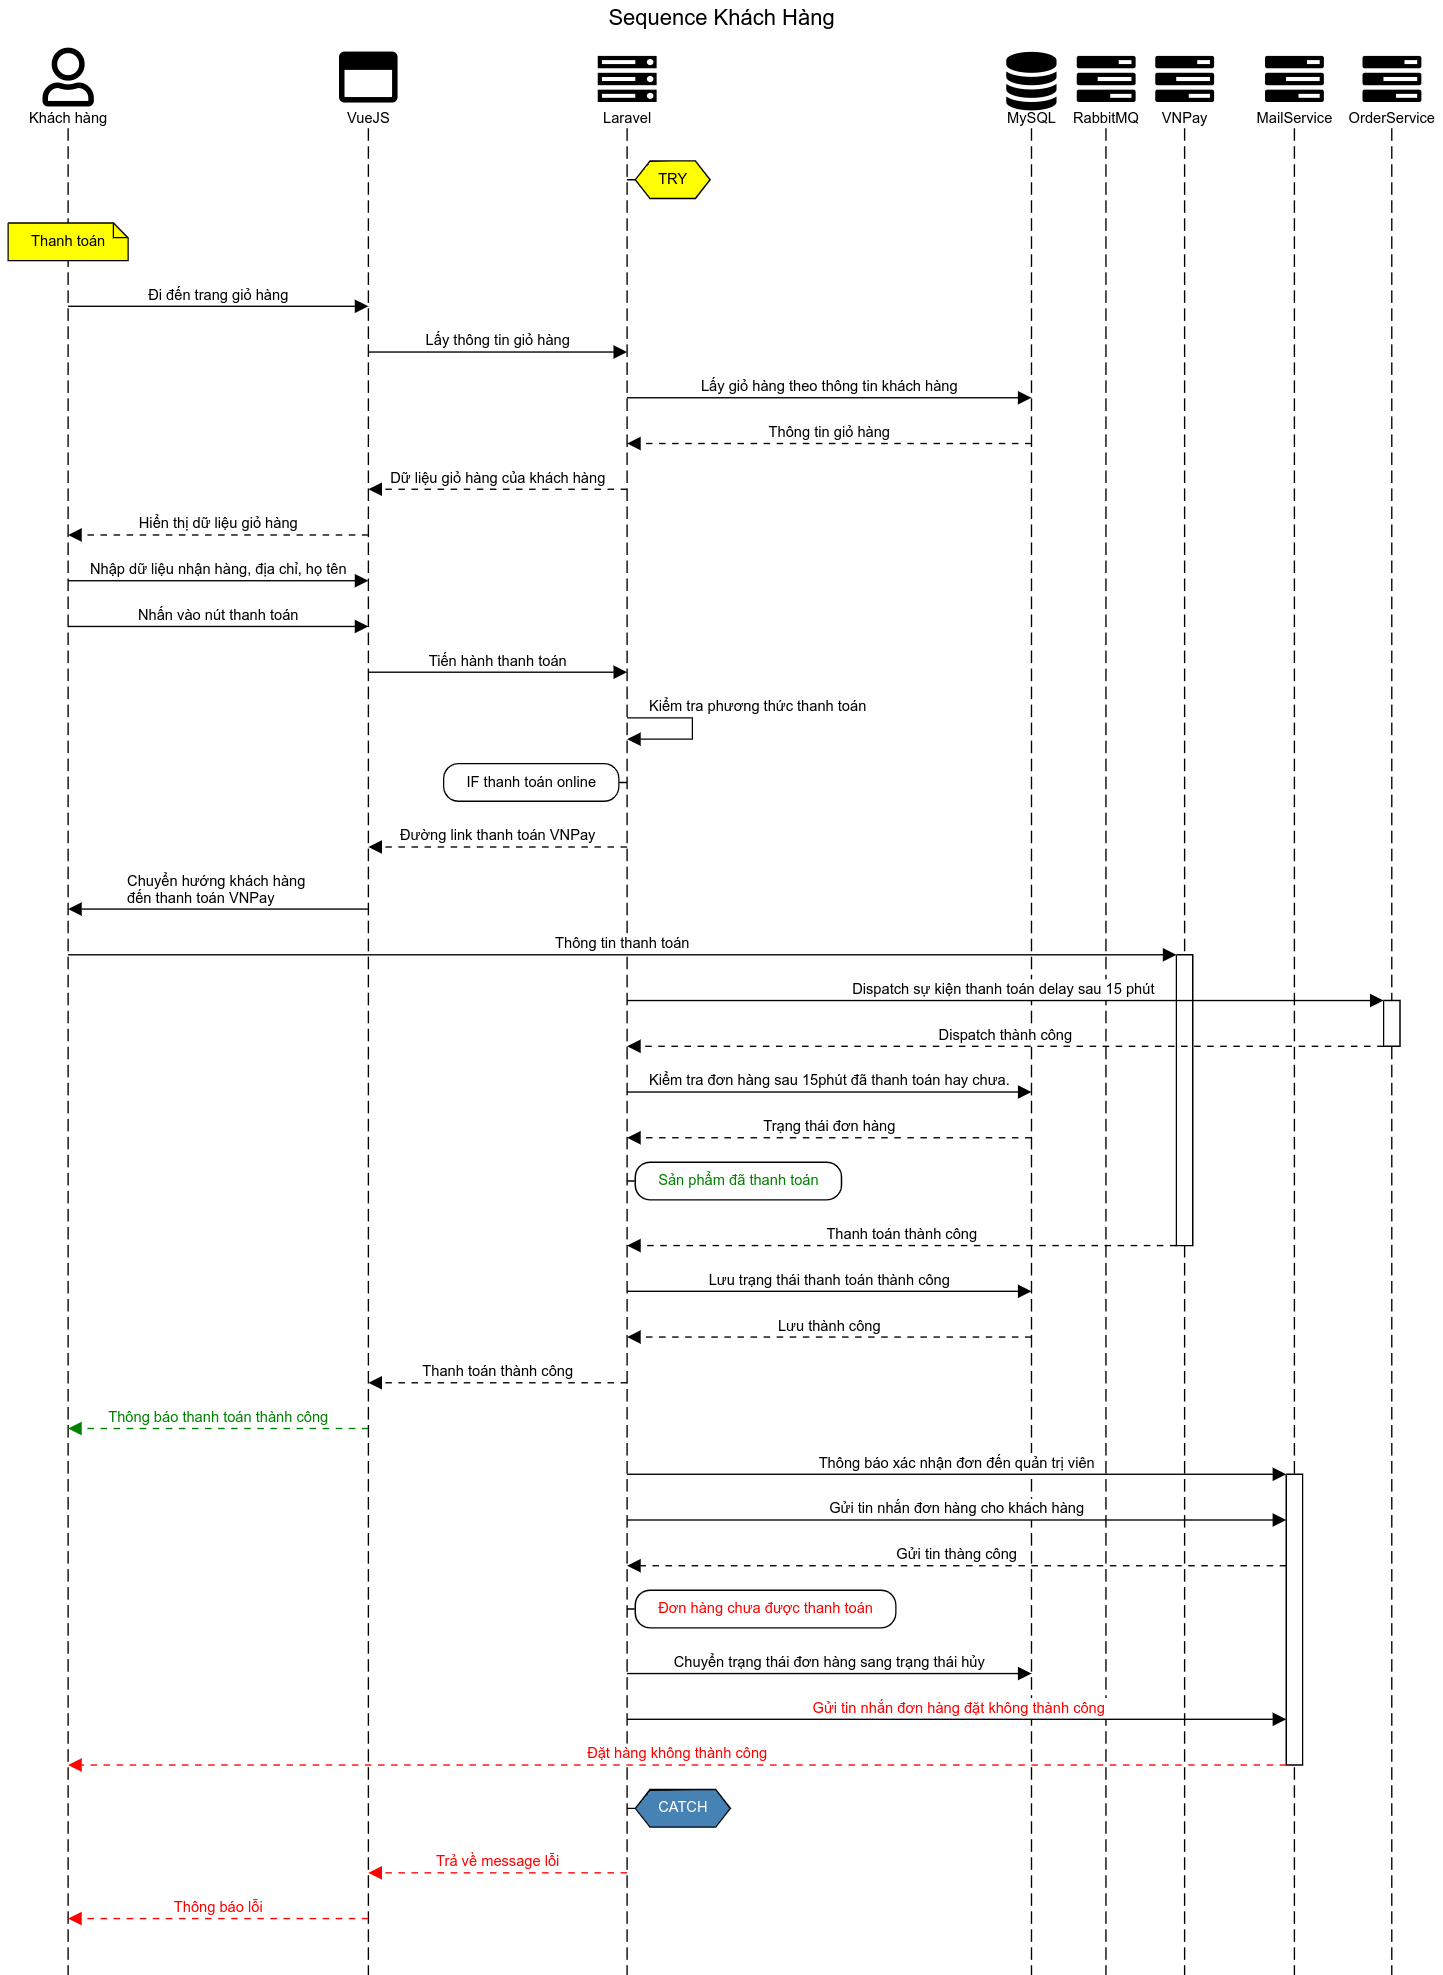 Sequence Khách Hàng
Khách hàng
VueJS
Laravel
MySQL
RabbitMQ
VNPay
MailService
OrderService
TRY
Thanh toán
Đi đến trang giỏ hàng
Lấy thông tin giỏ hàng
Lấy giỏ hàng theo thông tin khách hàng
Thông tin giỏ hàng
Dữ liệu giỏ hàng của khách hàng
Hiển thị dữ liệu giỏ hàng
Nhập dữ liệu nhận hàng, địa chỉ, họ tên
Nhấn vào nút thanh toán
Tiến hành thanh toán
Kiểm tra phương thức thanh toán
IF thanh toán online
Đường link thanh toán VNPay
Chuyển hướng khách hàng
đến thanh toán VNPay
Thông tin thanh toán
Dispatch sự kiện thanh toán delay sau 15 phút
Dispatch thành công
Kiểm tra đơn hàng sau 15phút đã thanh toán hay chưa.
Trạng thái đơn hàng
Sản phẩm đã thanh toán
Thanh toán thành công
Lưu trạng thái thanh toán thành công
Lưu thành công
Thanh toán thành công
Thông báo thanh toán thành công
Thông báo xác nhận đơn đến quản trị viên
Gửi tin nhắn đơn hàng cho khách hàng
Gửi tin thàng công
Đơn hàng chưa được thanh toán
Chuyển trạng thái đơn hàng sang trạng thái hủy
Gửi tin nhắn đơn hàng đặt không thành công
Đặt hàng không thành công
CATCH
Trả về message lỗi
Thông báo lỗi